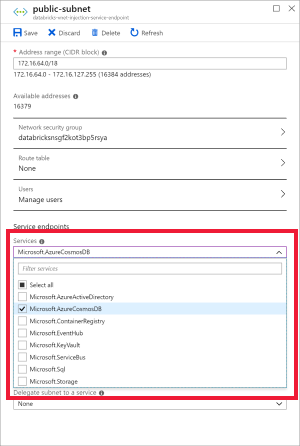 public-subnet
databricks-vnet-injection-service-endpoint
Save Discard Delete Refresh
* Address range (CIDR block)
172.16.64.0/18
172.16.64.0 - 172.16.127.255 (16384 addresses)
Available addresses
16379
Network security group
databricksnsgf2kot3bp5rsya
Route table
None
Users
Manage users
Service endpoints
Services
Microsoft.AzureCosmosDB
Filter services
Select all
Microsoft.AzureActiveDirectory
Microsoft.AzureCosmosDB
Microsoft.ContainerRegistry
Microsoft.EventHub
Microsoft.KeyVault
Microsoft.ServiceBus
Microsoft.Sql
Microsoft.Storage
Delegate subnet to a service
None